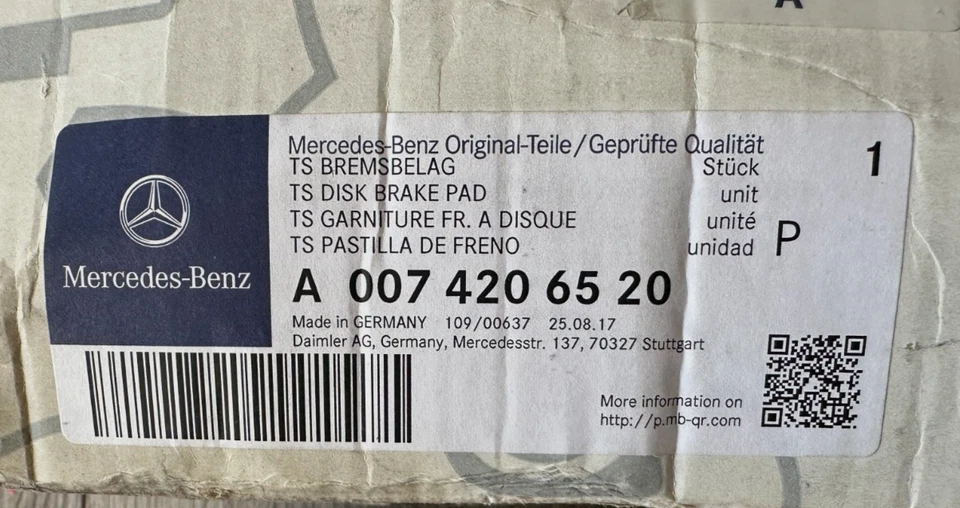 A
Mercedes-Benz Original-Teile/Geprüfte Qualität
TS BREMSBELAG Stück 1
TS DISK BRAKE PAD unit
TS GARNITURE FR. A DISQUE unité
TS PASTILLA DE FRENO unidad P
Mercedes-Benz
A 007 420 65 20
Made in GERMANY 109/00637 25.08.17
Daimler AG, Germany, Mercedesstr. 137, 70327 Stuttgart
More information on
http://p.mb-qr.com